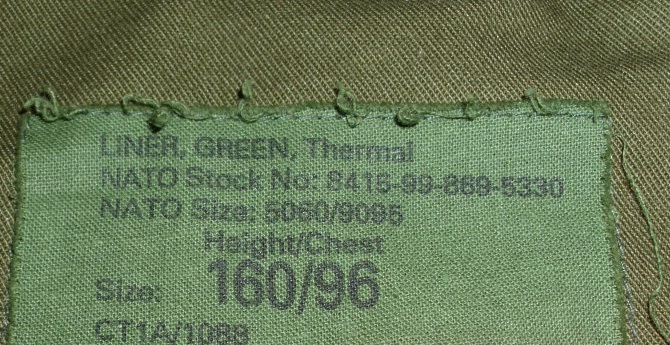 LINER, GREEN, Thermal
NATO Stock No: 8415-99-869-5330
NATO Size: 5060/9095
Height/Chest
Size: 160/96
CT1A/1088